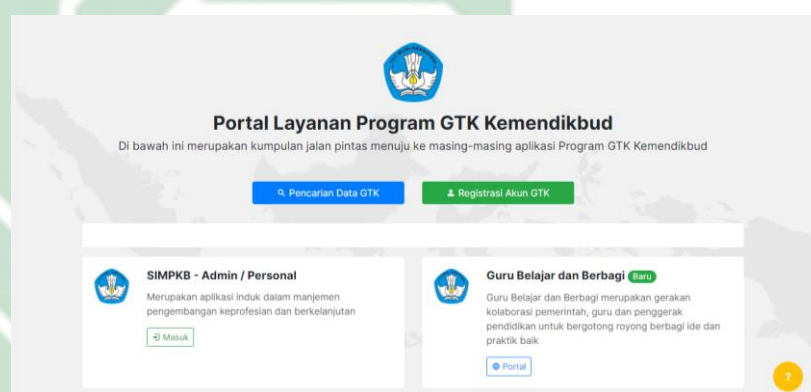 Portal Layanan Program GTK Kemendikbud
Di bawah ini merupakan kumpulan jalan pintas menuju ke masing-masing aplikasi Program GTK Kemendikbud
Pencarian Data GTK
Registrasi Akun GTK
SIMPKB - Admin / Personal
Merupakan aplikasi induk dalam manjemen
pengembangan keprofesian dan berkelanjutan
Masuk
Guru Belajar dan Berbagi Baru
Guru Belajar dan Berbagi merupakan gerakan
kolaborasi pemerintah, guru dan penggerak
pendidikan untuk bergotong royong berbagi ide dan
praktik baik
Portal
?